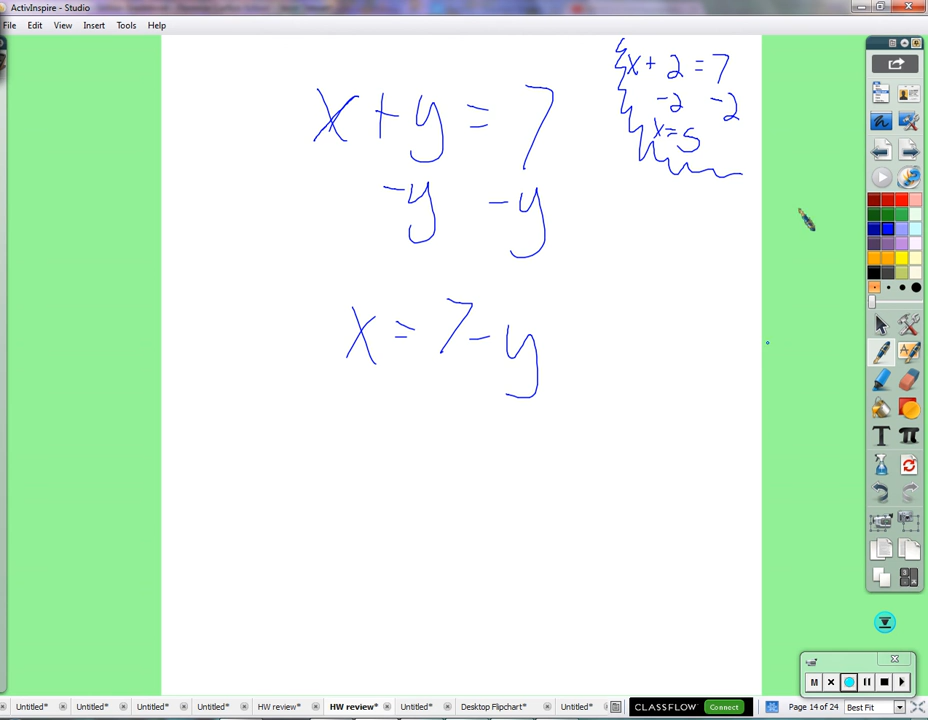 ActivInspire - Studio
File Edit View Insert Tools Help
x + y = 7
-y -y
x = 7 - y
x + 2 = 7
-2 -2
x = 5
M
Untitled* Untitled* Untitled* Untitled* HW review* HW review* Untitled* Desktop Flipchart* Untitled* CLASSFLOW Connect Page 14 of 24 Best Fit